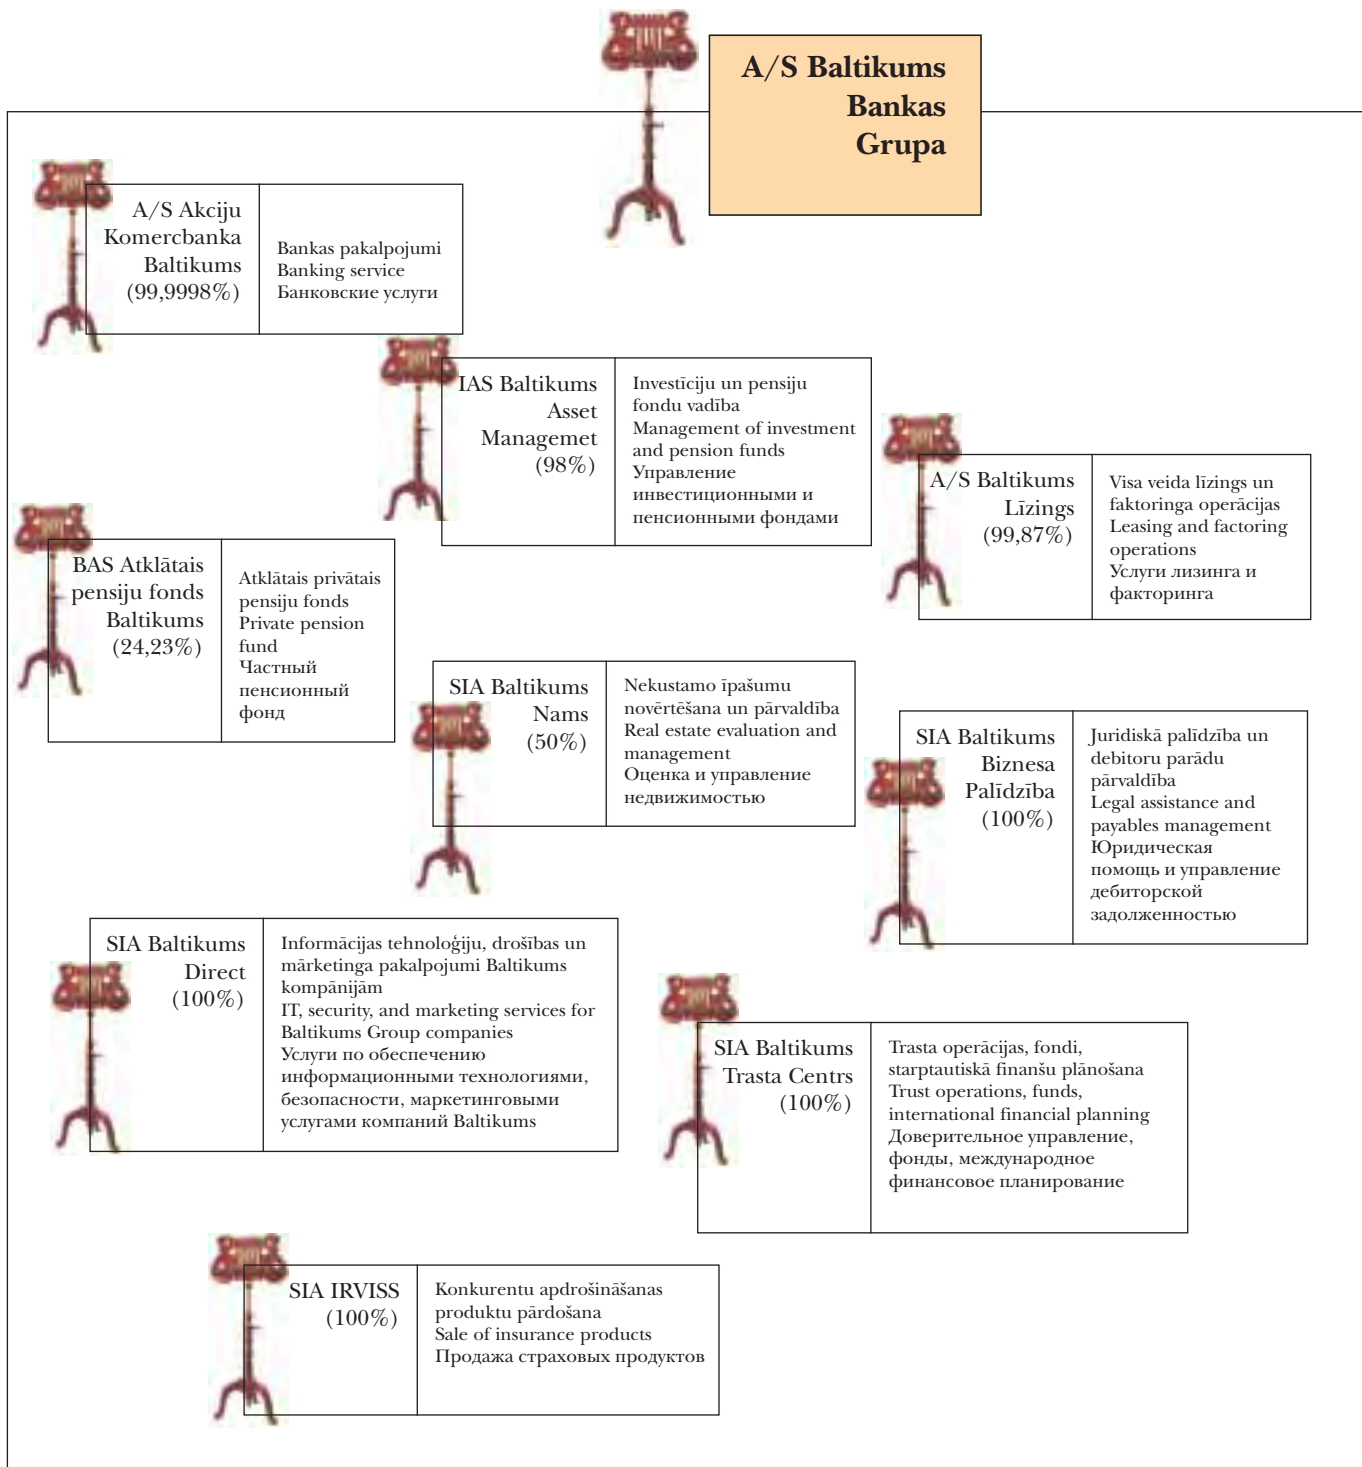 A/S Baltikums
Bankas
Grupa
A/S Akciju
Komercbanka
Baltikums
(99,9998%)
Bankas pakalpojumi
Banking service
Банковские услуги
IAS Baltikums
Asset
Managemet
(98%)
Investīciju un pensiju
fondu vadība
Management of investment
and pension funds
Управление
инвестиционными и
пенсионными фондами
A/S Baltikums
Līzings
(99,87%)
Visa veida līzings un
faktoringa operācijas
Leasing and factoring
operations
Услуги лизинга и
факторинга
BAS Atklātais
pensiju fonds
Baltikums
(24,23%)
Atklātais privātais
pensiju fonds
Private pension
fund
Частный
пенсионный
фонд
SIA Baltikums
Nams
(50%)
Nekustamo īpašumu
novērtēšana un pārvaldība
Real estate evaluation and
management
Оценка и управление
недвижимостью
SIA Baltikums
Biznesa
Palīdzība
(100%)
Juridiskā palīdzība un
debitoru parādu
pārvaldība
Legal assistance and
payables management
Юридическая
помощь и управление
дебиторской
задолженностью
SIA Baltikums
Direct
(100%)
Informācijas tehnoloģiju, drošības un
mārketinga pakalpojumi Baltikums
kompānijām
IT, security, and marketing services for
Baltikums Group companies
Услуги по обеспечению
информационными технологиями,
безопасности, маркетинговыми
услугами компаний Baltikums
SIA Baltikums
Trasta Centrs
(100%)
Trasta operācijas, fondi,
starptautiskā finanšu plānošana
Trust operations, funds,
international financial planning
Доверительное управление,
фонды, международное
финансовое планирование
SIA IRVISS
(100%)
Konkurentu apdrošināšanas
produktu pārdošana
Sale of insurance products
Продажа страховых продуктов